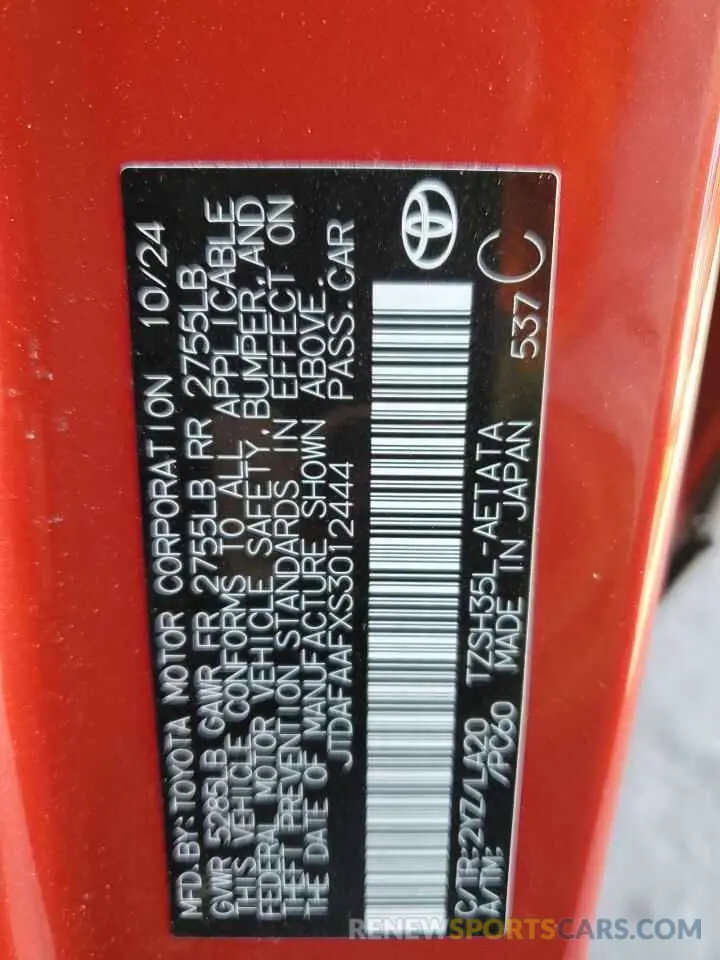 MFD.BY:TOYOTA MOTOR CORPORATION 10/24
GVWR 5285LB GAWR FR 2755LB RR 2755LB
THIS VEHICLE CONFORMS TO ALL APPLICABLE
FEDERAL MOTOR VEHICLE SAFETY, BUMPER, AND
THEFT PREVENTION STANDARDS IN EFFECT ON
THE DATE OF MANUFACTURE SHOWN ABOVE.
JTDAFAAFXS3012444 PASS.CAR
C/TR:2YZ/LA20 TZSH35L-AETATA
A/TM: /PC60 MADE IN JAPAN 537 C
RENEWSPORTSCARS.COM